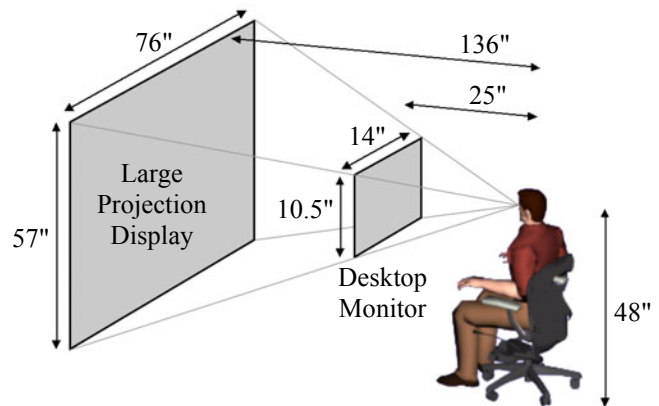 76"
136"
25"
14"
Large
Projection
Display
10.5"
57"
Desktop
Monitor
48"